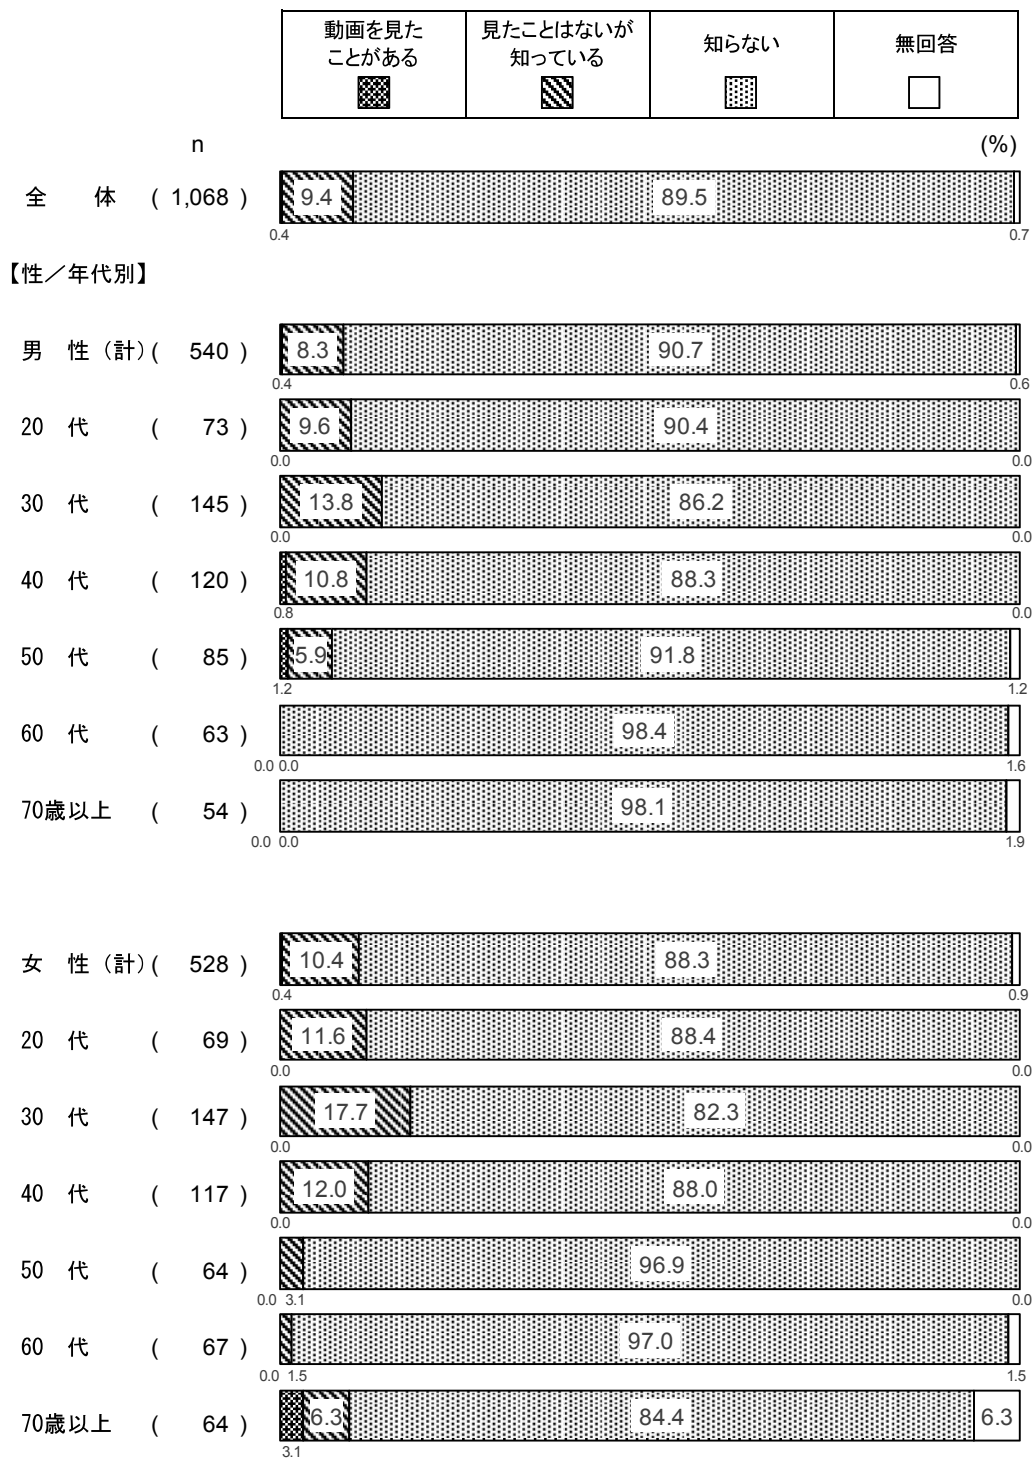 動画を見た
ことがある
見たことはないが
知っている
知らない
無回答
n
(%)
全 体 ( 1,068 ) 9.4 89.5
0.4 0.7
【性／年代別】
男 性（計）( 540 ) 8.3 90.7
0.4 0.6
20 代 ( 73 ) 9.6 90.4
0.0 0.0
30 代 ( 145 ) 13.8 86.2
0.0 0.0
40 代 ( 120 ) 10.8 88.3
0.8 0.0
50 代 ( 85 ) 5.9 91.8
1.2 1.2
60 代 ( 63 ) 98.4
0.0 0.0 1.6
70歳以上 ( 54 ) 98.1
0.0 0.0 1.9
女 性（計）( 528 ) 10.4 88.3
0.4 0.9
20 代 ( 69 ) 11.6 88.4
0.0 0.0
30 代 ( 147 ) 17.7 82.3
0.0 0.0
40 代 ( 117 ) 12.0 88.0
0.0 0.0
50 代 ( 64 ) 96.9
0.0 3.1 0.0
60 代 ( 67 ) 97.0
0.0 1.5 1.5
70歳以上 ( 64 ) 6.3 84.4 6.3
3.1